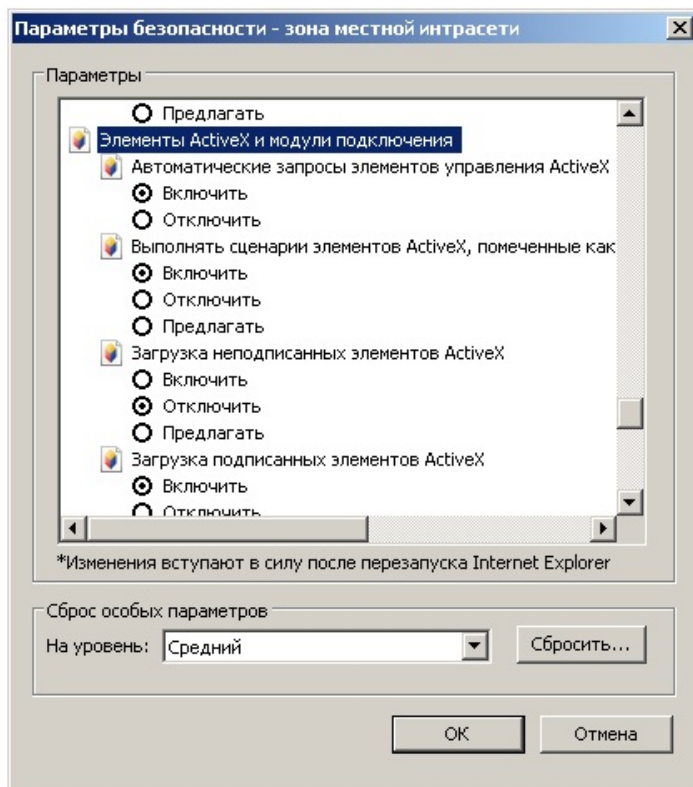 Параметры безопасности - зона местной интрасети
Параметры
Предлагать
Элементы ActiveX и модули подключения
Автоматические запросы элементов управления ActiveX
Включить
Отключить
Выполнять сценарии элементов ActiveX, помеченные как
Включить
Отключить
Предлагать
Загрузка неподписанных элементов ActiveX
Включить
Отключить
Предлагать
Загрузка подписанных элементов ActiveX
Включить
Отключить
*Изменения вступают в силу после перезапуска Internet Explorer
Сброс особых параметров
На уровень: Средний Сбросить...
ОК Отмена